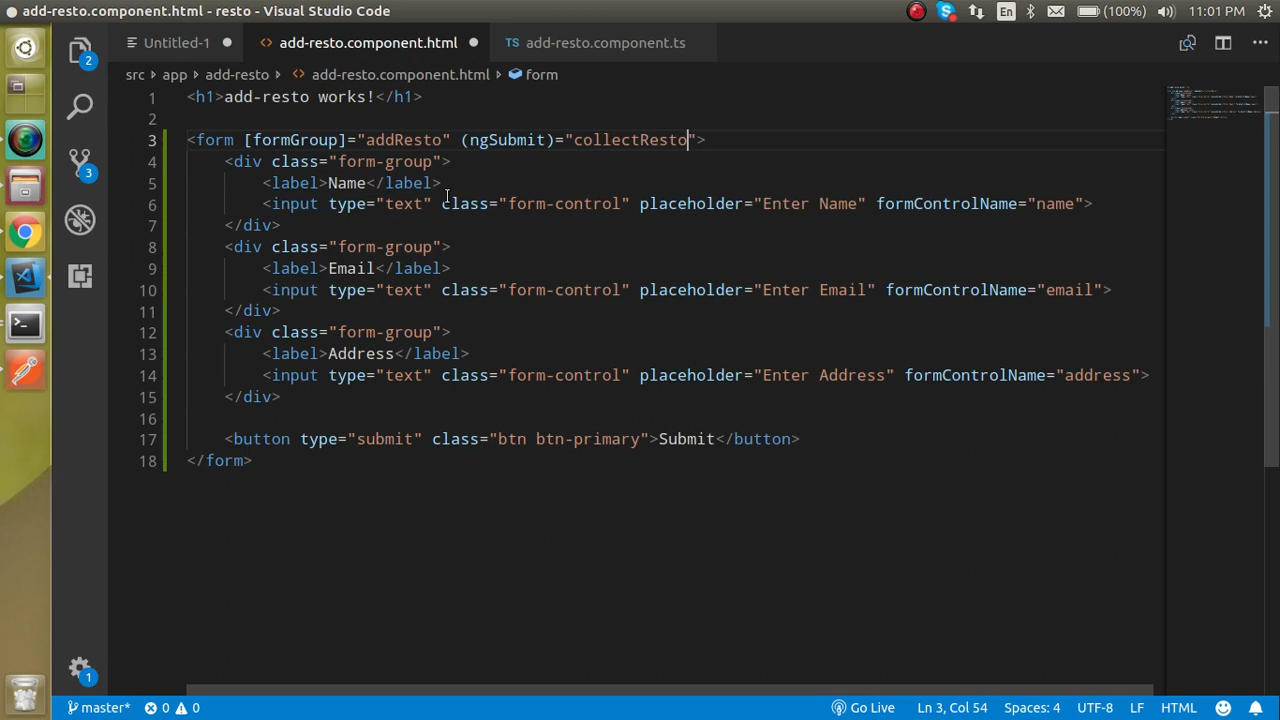 add-resto.component.html - resto - Visual Studio Code
En
(100%)
11:01 PM
Untitled-1
add-resto.component.html
TS add-resto.component.ts
src > app > add-resto > add-resto.component.html > form
1 <h1>add-resto works!</h1>
2
3 <form [formGroup]="addResto" (ngSubmit)="collectResto">
4 <div class="form-group">
5 <label>Name</label>
6 <input type="text" class="form-control" placeholder="Enter Name" formControlName="name">
7 </div>
8 <div class="form-group">
9 <label>Email</label>
10 <input type="text" class="form-control" placeholder="Enter Email" formControlName="email">
11 </div>
12 <div class="form-group">
13 <label>Address</label>
14 <input type="text" class="form-control" placeholder="Enter Address" formControlName="address">
15 </div>
16
17 <button type="submit" class="btn btn-primary">Submit</button>
18 </form>
2
3
1
master* 0 0 Go Live Ln 3, Col 54 Spaces: 4 UTF-8 LF HTML